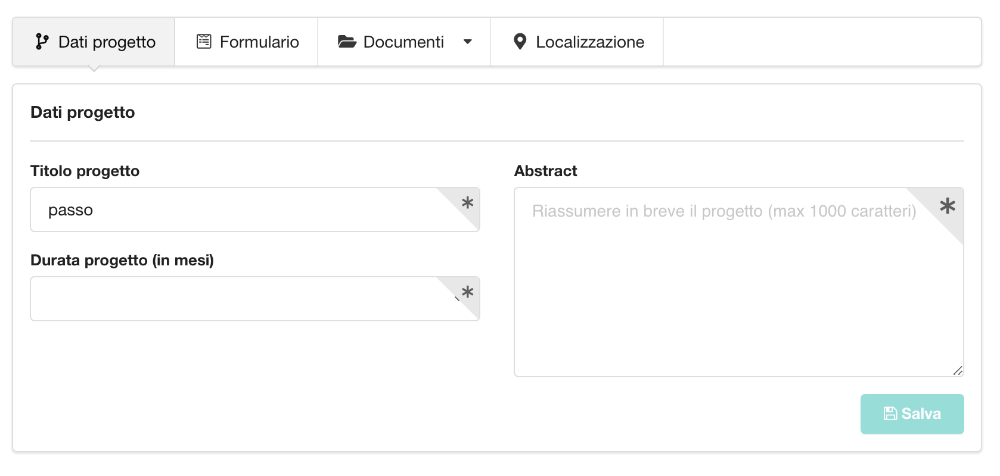 Dati progetto
Formulario
Documenti
Localizzazione
Dati progetto
Titolo progetto
passo
*
Durata progetto (in mesi)
*
Abstract
Riassumere in breve il progetto (max 1000 caratteri)
*
Salva